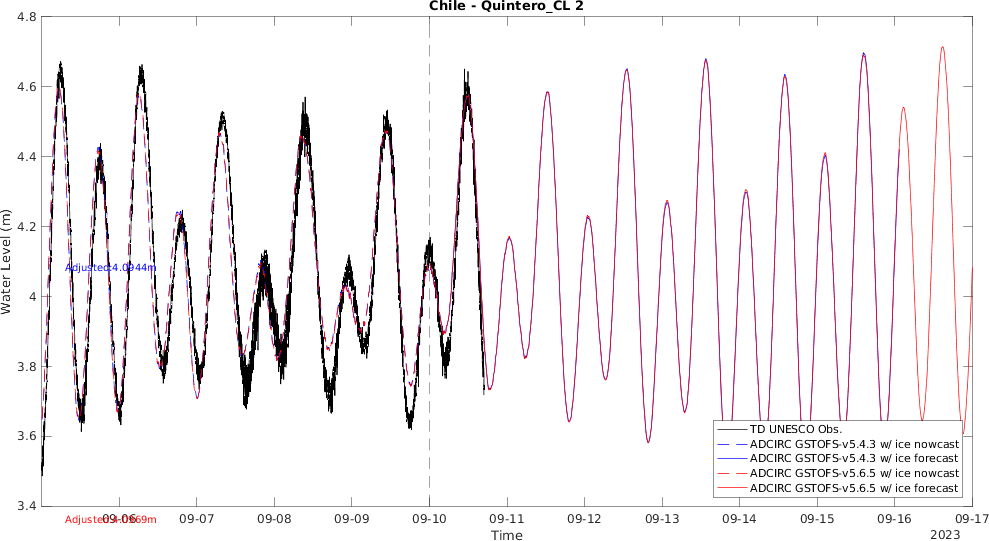 Chile - Quintero_CL 2
4.8
4.6
4.4
4.2
4
3.8
3.6
3.4
Water Level (m)
Adjusted:4.0944m
TD UNESCO Obs.
ADCIRC GSTOFS-v5.4.3 w/ ice nowcast
ADCIRC GSTOFS-v5.4.3 w/ ice forecast
ADCIRC GSTOFS-v5.6.5 w/ ice nowcast
ADCIRC GSTOFS-v5.6.5 w/ ice forecast
09-06 09-07 09-08 09-09 09-10 09-11 09-12 09-13 09-14 09-15 09-16 09-17
Time
2023